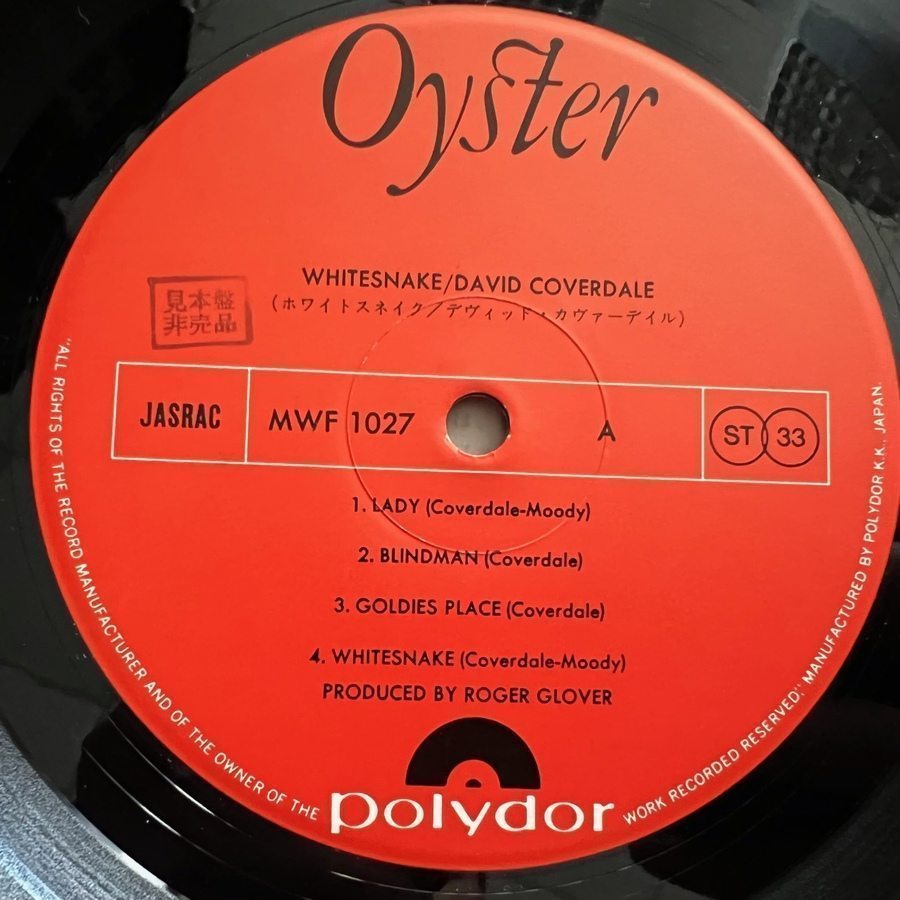 Oyster
WHITESNAKE/DAVID COVERDALE
(ホワイトスネイク/デヴィッド・カヴァーデイル)
見本盤
非売品
JASRAC MWF 1027 A ST 33
1. LADY (Coverdale-Moody)
2. BLINDMAN (Coverdale)
3. GOLDIES PLACE (Coverdale)
4. WHITESNAKE (Coverdale-Moody)
PRODUCED BY ROGER GLOVER
polydor
"ALL RIGHTS OF THE RECORD MANUFACTURER AND OF THE OWNER OF THE WORK RECORDED RESERVED" MANUFACTURED BY POLYDOR K.K., JAPAN.